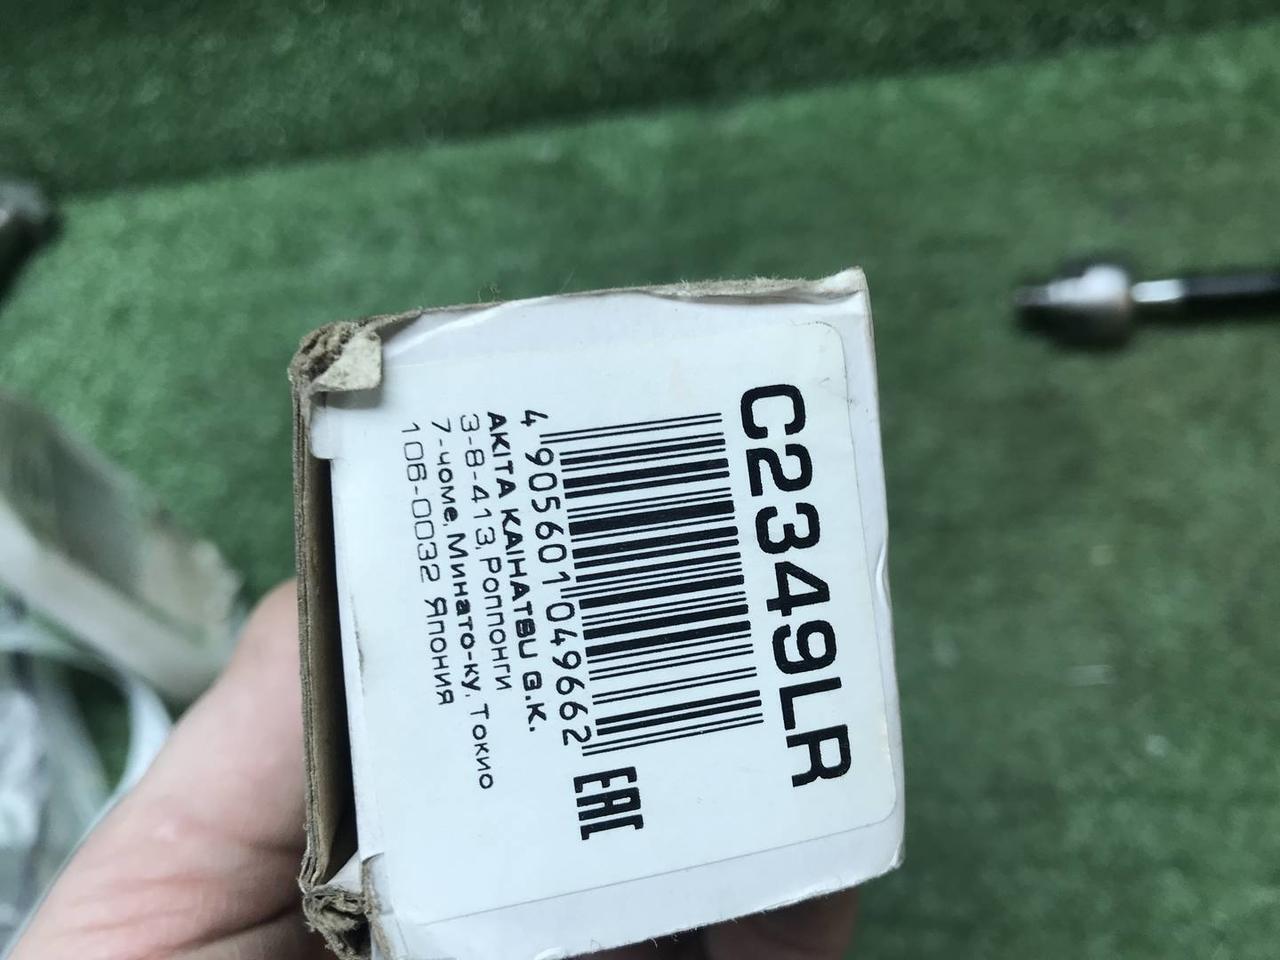 C2349LR
4 905601 049662
EAC
AKITA KAIHATSU G.K.
3-8-413, Роппонги
7-чоме, Минато-ку, Токио
106-0032 Япония